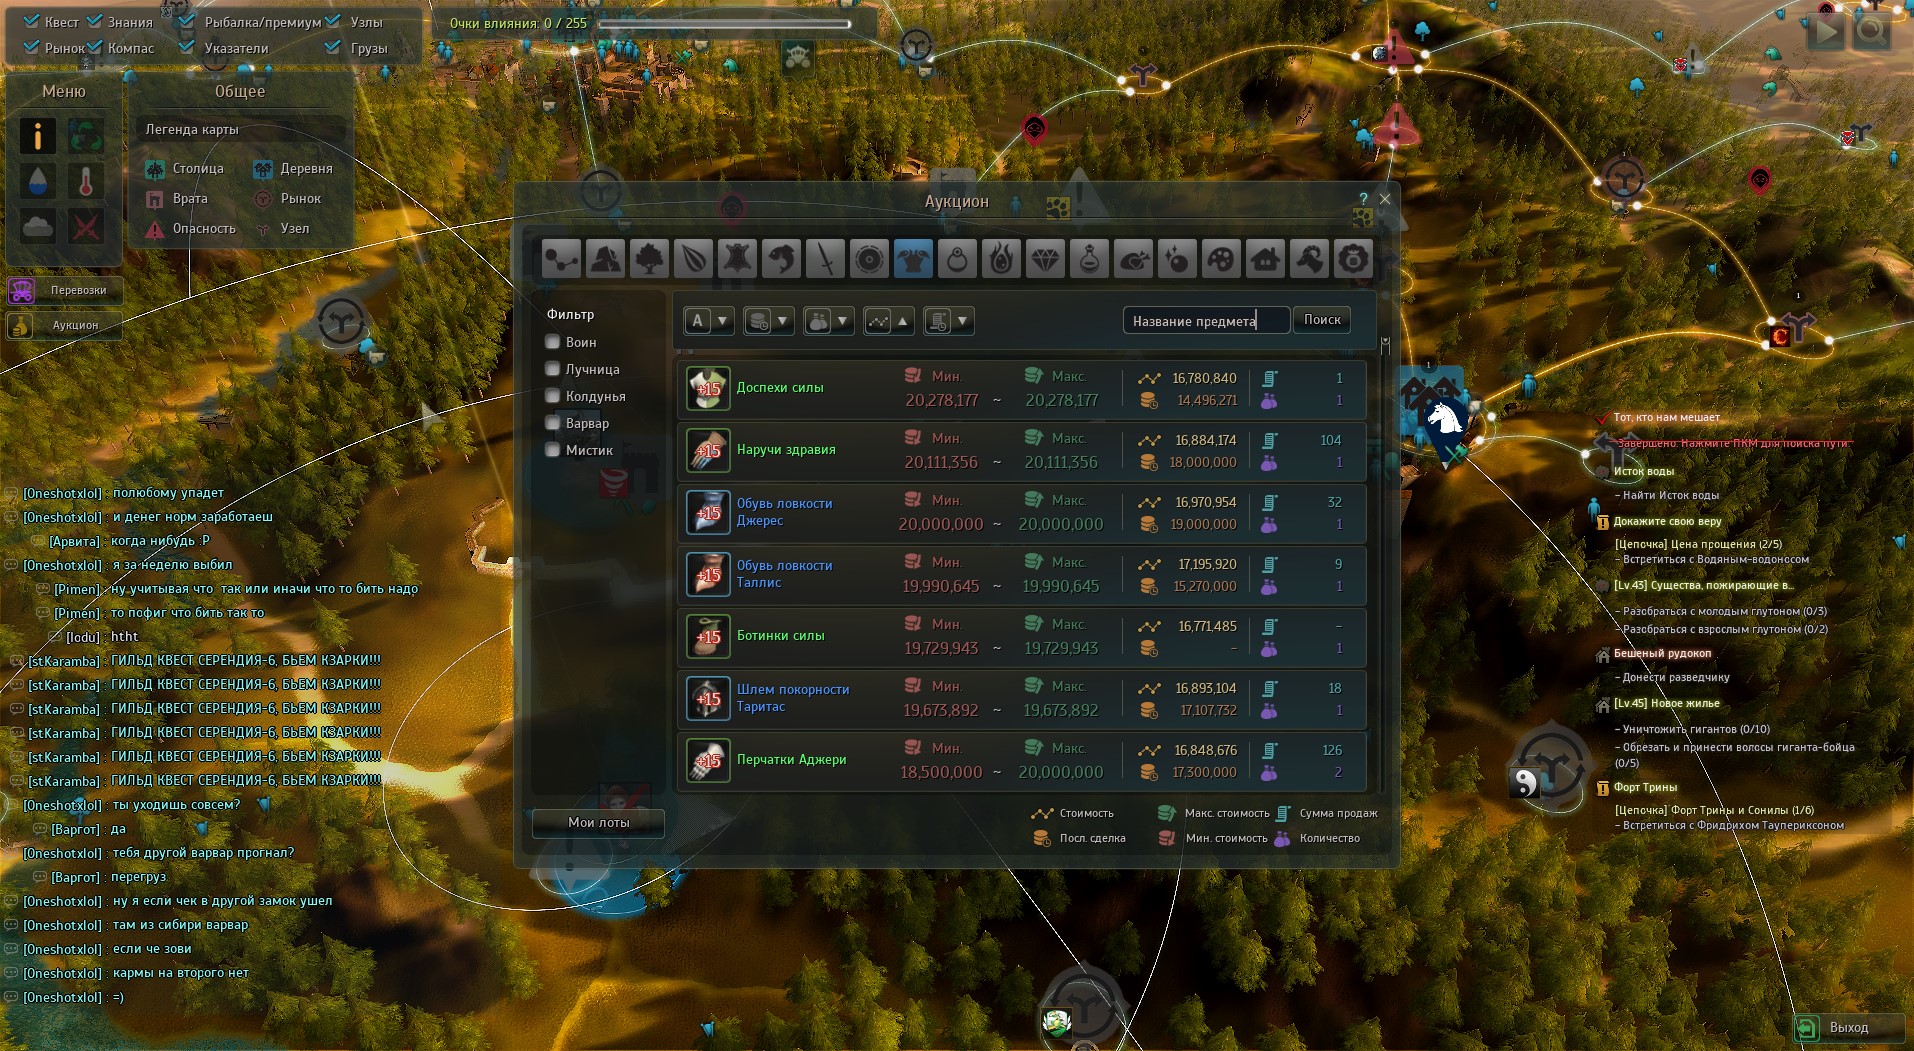 Квест Знания Рыбалка/премиум Узлы
Рынок Компас Указатели Грузы
Очки влияния: 0 / 255
Меню
Общее
Легенда карты
Столица Деревня
Врата Рынок
Опасность Узел
Перевозки
Аукцион
Аукцион
?
Фильтр
Воин
Лучница
Колдунья
Варвар
Мистик
A
Название предмета
Поиск
+15 Доспехи силы Мин. Макс. 16,780,840 1
20,278,177 ~ 20,278,177 14,496,271 1
+15 Наручи здравия Мин. Макс. 16,884,174 104
20,111,356 ~ 20,111,356 18,000,000 1
+15 Обувь ловкости Мин. Макс. 16,970,954 32
Джерес 20,000,000 ~ 20,000,000 19,000,000 1
+15 Обувь ловкости Мин. Макс. 17,195,920 9
Таллис 19,990,645 ~ 19,990,645 15,270,000 1
+15 Ботинки силы Мин. Макс. 16,771,485 –
19,729,943 ~ 19,729,943 – 1
+15 Шлем покорности Мин. Макс. 16,893,104 18
Таритас 19,673,892 ~ 19,673,892 17,107,732 1
+15 Перчатки Аджери Мин. Макс. 16,848,676 126
18,500,000 ~ 20,000,000 17,300,000 2
Мои лоты
Стоимость Макс. стоимость Сумма продаж
Посл. сделка Мин. стоимость Количество
[Oneshotxlol] : полюбому упадет
[Oneshotxlol] : и денег норм заработаеш
[Арвита] : когда нибудь :Р
[Oneshotxlol] : я за неделю выбил
[Pimen] : ну учитывая что так или иначи что то бить надо
[Pimen] : то пофиг что бить так то
[Iodu] : htht
[stKaramba] : ГИЛЬД КВЕСТ СЕРЕНДИЯ-6, БЬЕМ КЗАРКИ!!!
[stKaramba] : ГИЛЬД КВЕСТ СЕРЕНДИЯ-6, БЬЕМ КЗАРКИ!!!
[stKaramba] : ГИЛЬД КВЕСТ СЕРЕНДИЯ-6, БЬЕМ КЗАРКИ!!!
[stKaramba] : ГИЛЬД КВЕСТ СЕРЕНДИЯ-6, БЬЕМ КЗАРКИ!!!
[stKaramba] : ГИЛЬД КВЕСТ СЕРЕНДИЯ-6, БЬЕМ КЗАРКИ!!!
[stKaramba] : ГИЛЬД КВЕСТ СЕРЕНДИЯ-6, БЬЕМ КЗАРКИ!!!
[Oneshotxlol] : ты уходишь совсем?
[Варгот] : да
[Oneshotxlol] : тебя другой варвар прогнал?
[Варгот] : перегруз
[Oneshotxlol] : ну я если чек в другой замок ушел
[Oneshotxlol] : там из сибири варвар
[Oneshotxlol] : если че зови
[Oneshotxlol] : кармы на второго нет
[Oneshotxlol] : =)
1
1
1
Тот, кто нам мешает
Завершено. Нажмите ПКМ для поиска пути.
Исток воды
– Найти Исток воды
Докажите свою веру
[Цепочка] Цена прощения (2/5)
– Встретиться с Водяным-водоносом
[Lv.43] Существа, пожирающие в...
– Разобраться с молодым глутоном (0/3)
– Разобраться с взрослым глутоном (0/2)
Бешеный рудокоп
– Донести разведчику
[Lv.45] Новое жилье
– Уничтожить гигантов (0/10)
– Обрезать и принести волосы гиганта-бойца
(0/5)
Форт Трины
[Цепочка] Форт Трины и Сонилы (1/6)
– Встретиться с Фридрихом Таупериксоном
Выход